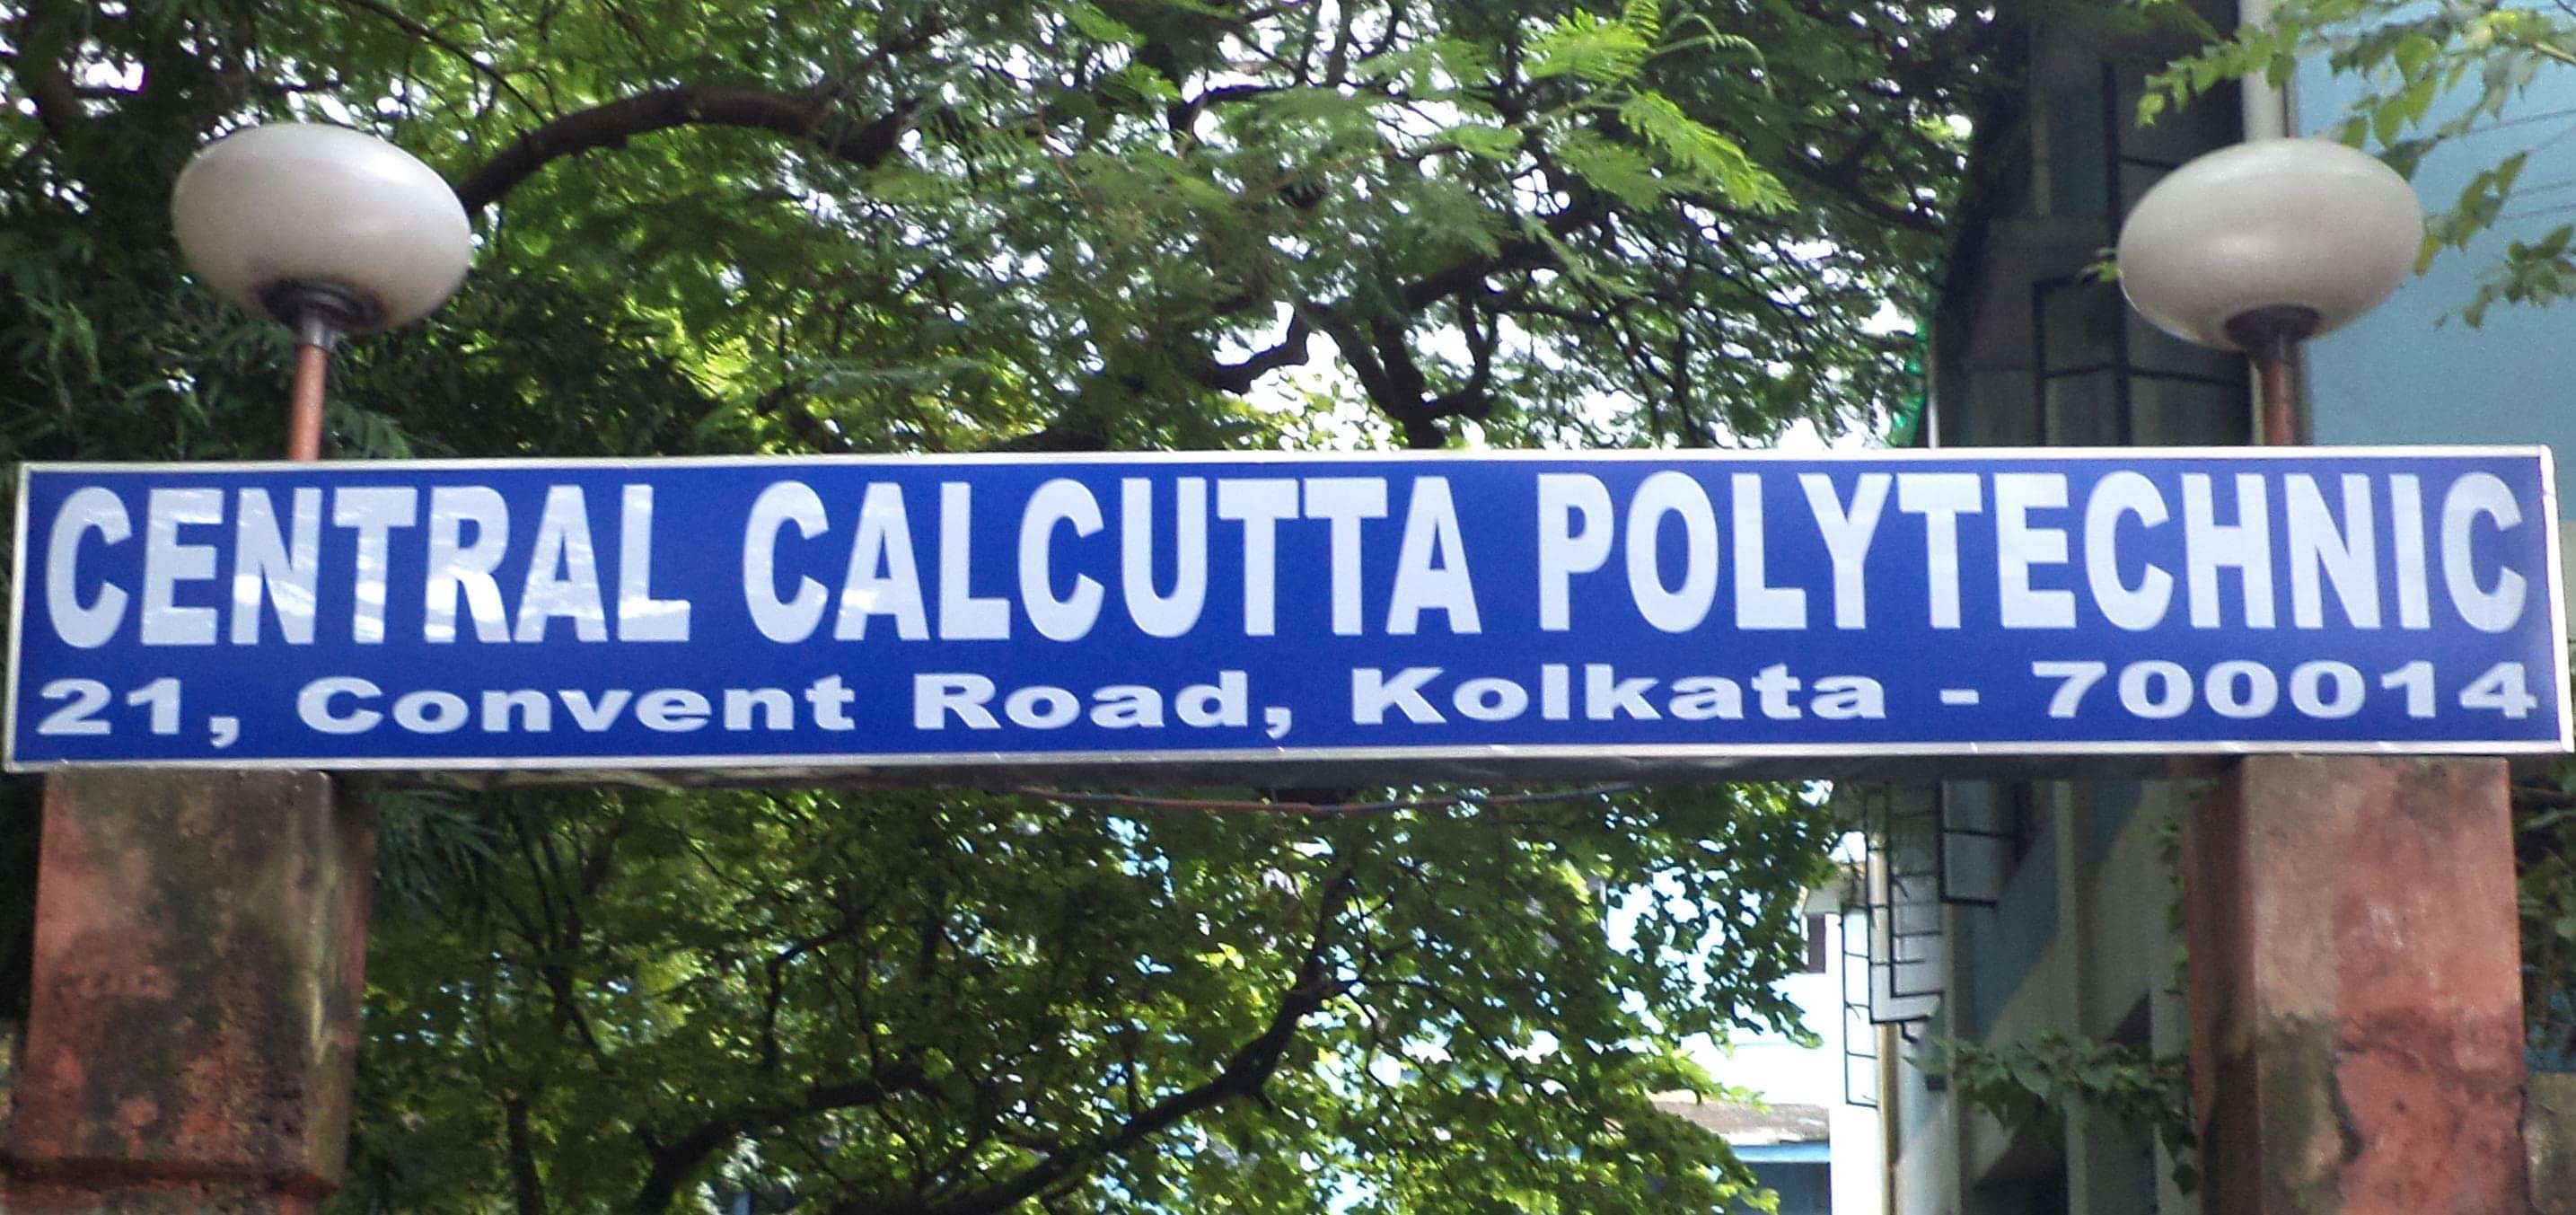 CENTRAL CALCUTTA POLYTECHNIC
21, Convent Road, Kolkata - 700014